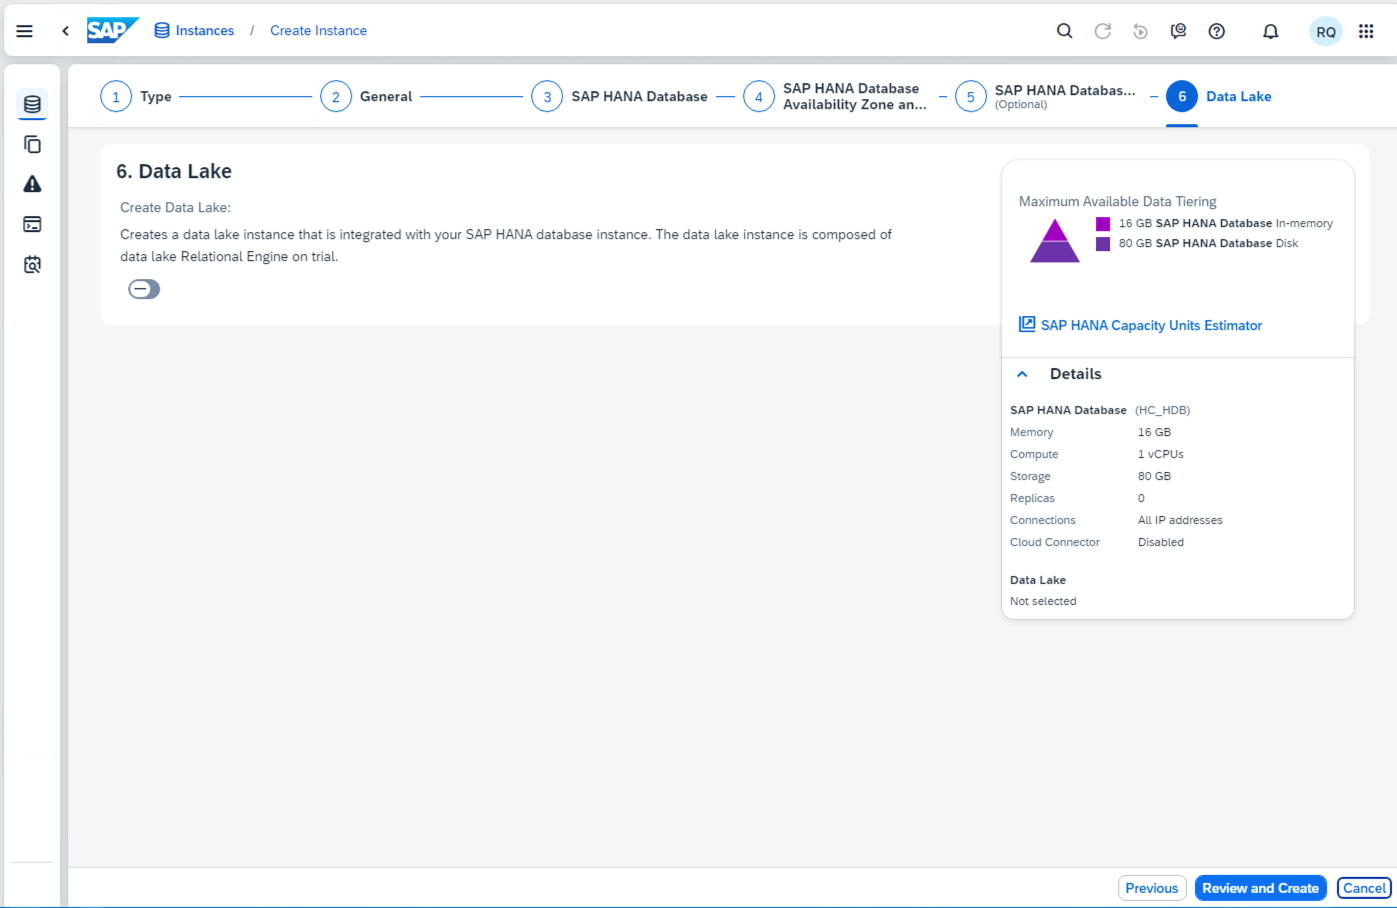 SAP
Instances / Create Instance
RQ
1 Type
2 General
3 SAP HANA Database
4 SAP HANA Database
Availability Zone an...
5 SAP HANA Databas...
(Optional)
6 Data Lake
6. Data Lake
Create Data Lake:
Creates a data lake instance that is integrated with your SAP HANA database instance. The data lake instance is composed of
data lake Relational Engine on trial.
Maximum Available Data Tiering
16 GB SAP HANA Database In-memory
80 GB SAP HANA Database Disk
SAP HANA Capacity Units Estimator
Details
SAP HANA Database (HC_HDB)
Memory 16 GB
Compute 1 vCPUs
Storage 80 GB
Replicas 0
Connections All IP addresses
Cloud Connector Disabled
Data Lake
Not selected
Previous Review and Create Cancel